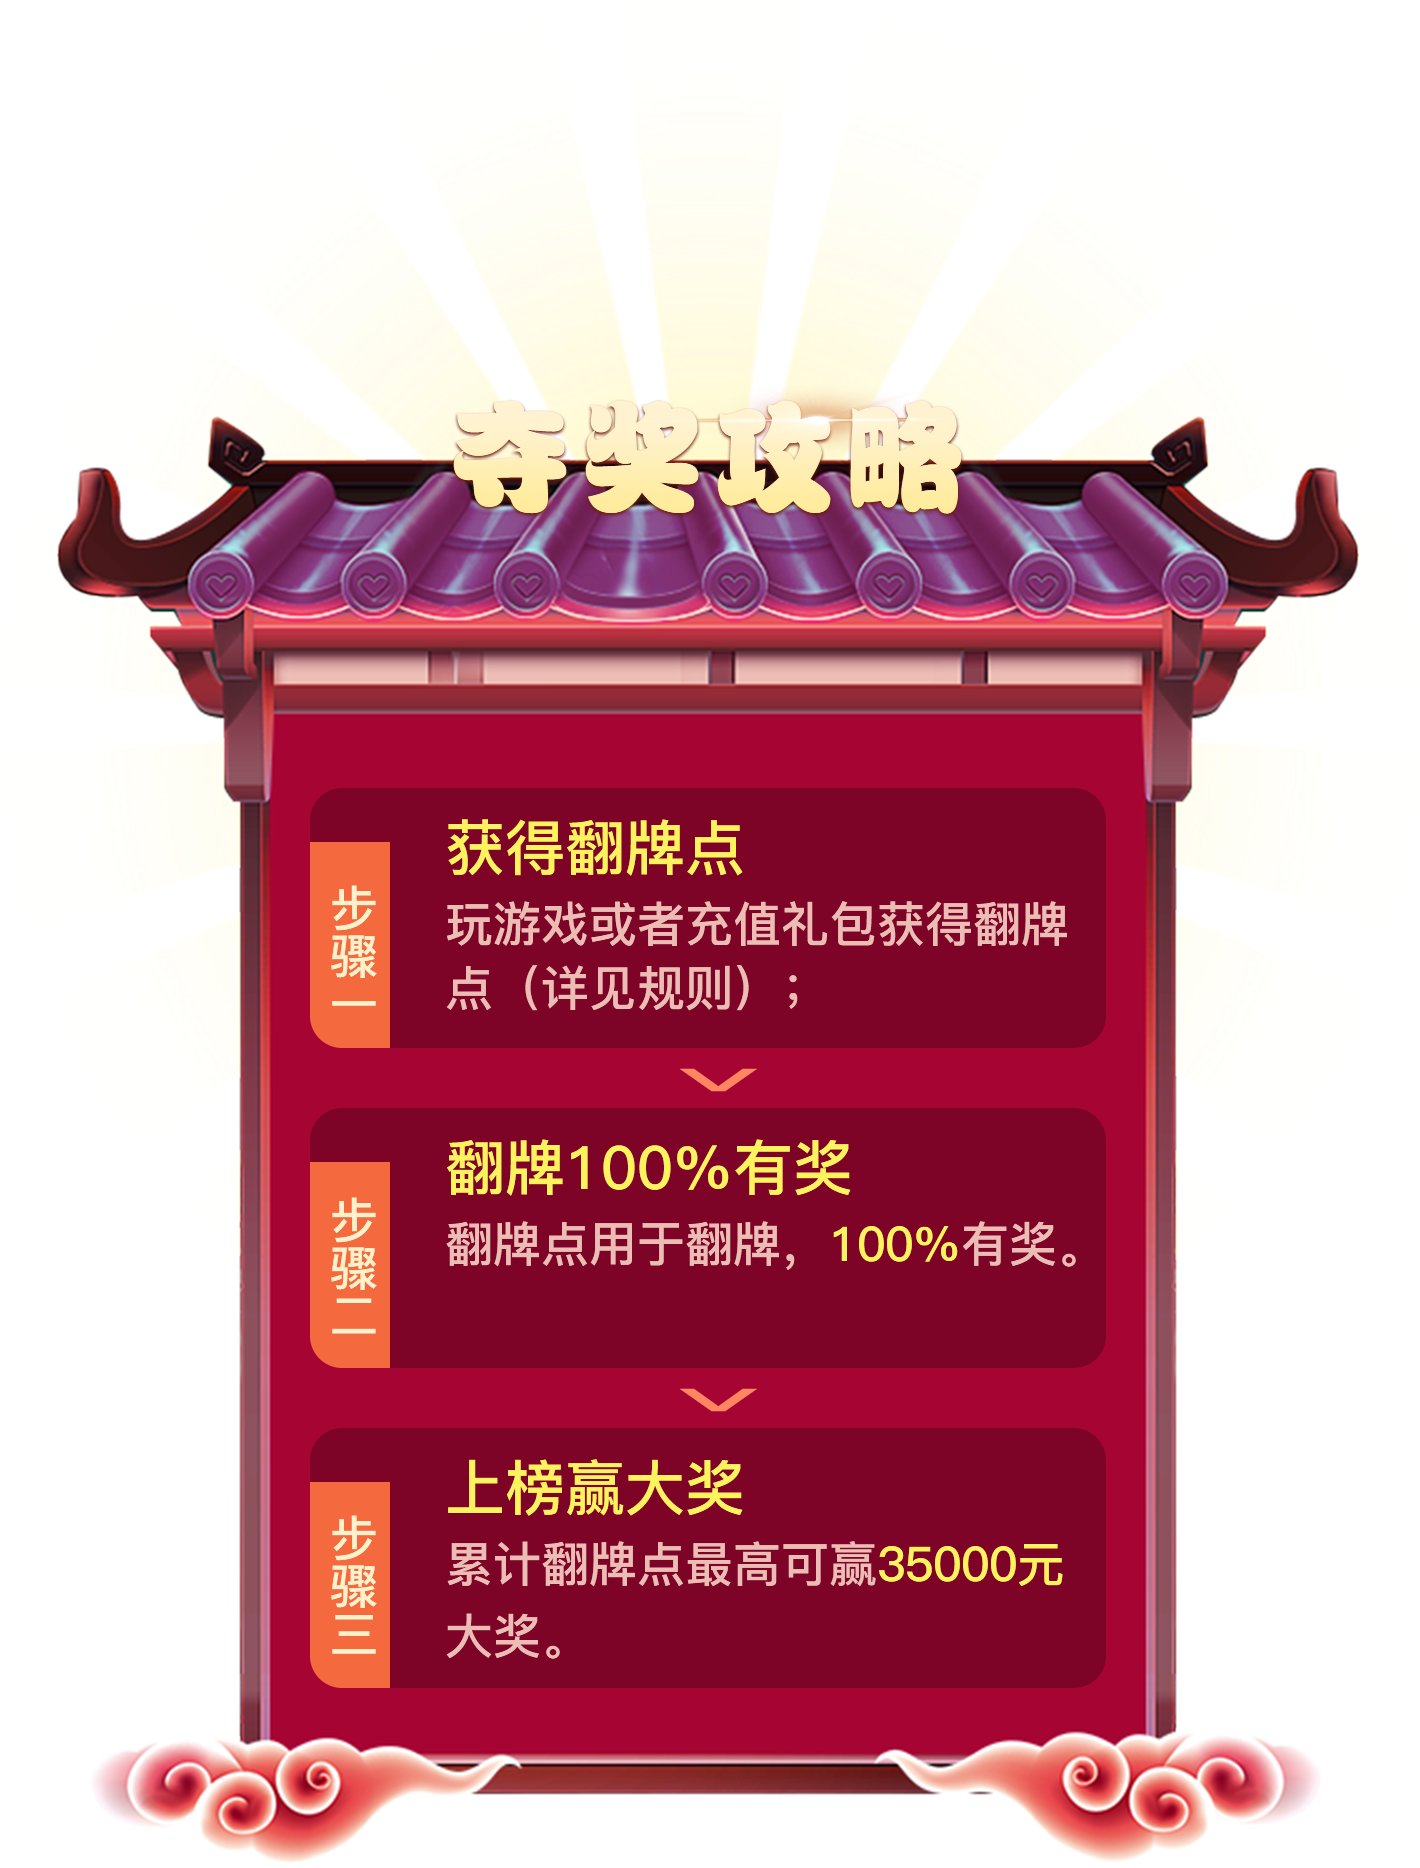 夺奖攻略
步骤一
获得翻牌点
玩游戏或者充值礼包获得翻牌
点（详见规则）；
步骤二
翻牌100%有奖
翻牌点用于翻牌，100%有奖。
步骤三
上榜赢大奖
累计翻牌点最高可赢35000元
大奖。